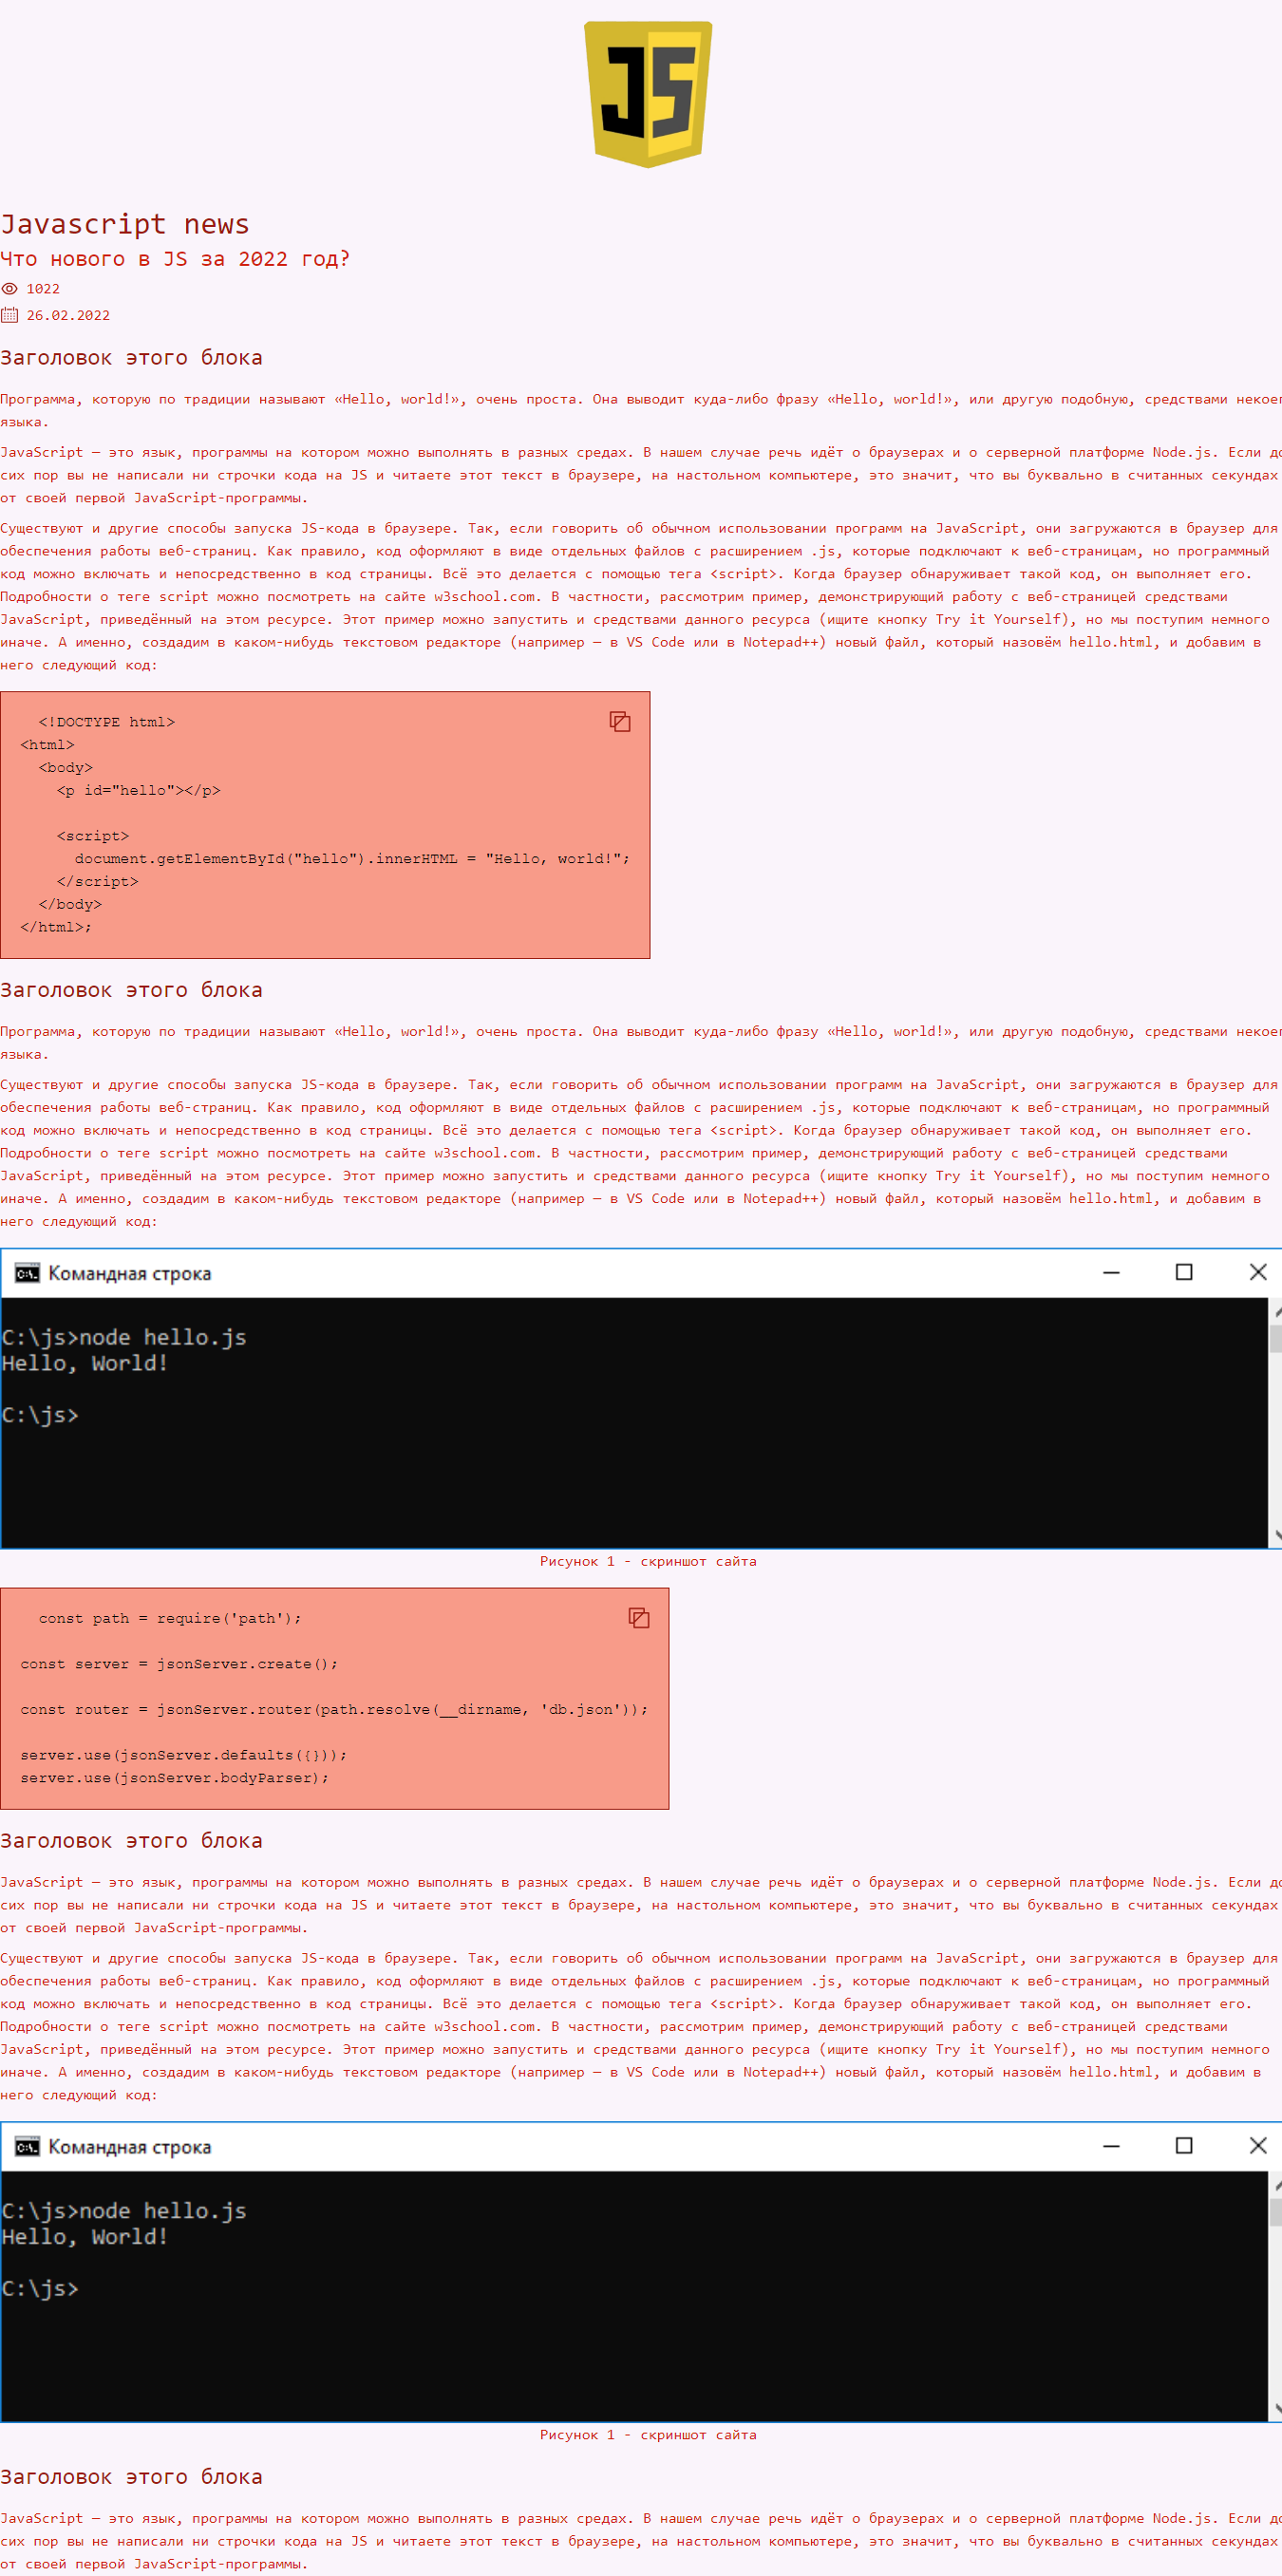 JS
Javascript news
Что нового в JS за 2022 год?
1022
26.02.2022
Заголовок этого блока
Программа, которую по традиции называют «Hello, world!», очень проста. Она выводит куда-либо фразу «Hello, world!», или другую подобную, средствами
языка.
JavaScript — это язык, программы на котором можно выполнять в разных средах. В нашем случае речь идёт о браузерах и о серверной платформе Node.js. Если до
сих пор вы не написали ни строчки кода на JS и читаете этот текст в браузере, на настольном компьютере, это значит, что вы буквально в считанных секундах
от своей первой JavaScript-программы.
Существуют и другие способы запуска JS-кода в браузере. Так, если говорить об обычном использовании программ на JavaScript, они загружаются в браузер для
обеспечения работы веб-страниц. Как правило, код оформляют в виде отдельных файлов с расширением .js, которые подключают к веб-страницам, но программный
код можно включать и непосредственно в код страницы. Всё это делается с помощью тега <script>. Когда браузер обнаруживает такой код, он выполняет его.
Подробности о теге script можно посмотреть на сайте w3school.com. В частности, рассмотрим пример, демонстрирующий работу с веб-страницей средствами
JavaScript, приведённый на этом ресурсе. Этот пример можно запустить и средствами данного ресурса (ищите кнопку Try it Yourself), но мы поступим немного
иначе. А именно, создадим в каком-нибудь текстовом редакторе (например — в VS Code или в Notepad++) новый файл, который назовём hello.html, и добавим в
него следующий код:
<!DOCTYPE html>
<html>
<body>
<p id="hello"></p>
<script>
document.getElementById("hello").innerHTML = "Hello, world!";
</script>
</body>
</html>;
Заголовок этого блока
Программа, которую по традиции называют «Hello, world!», очень проста. Она выводит куда-либо фразу «Hello, world!», или другую подобную, средствами
языка.
Существуют и другие способы запуска JS-кода в браузере. Так, если говорить об обычном использовании программ на JavaScript, они загружаются в браузер для
обеспечения работы веб-страниц. Как правило, код оформляют в виде отдельных файлов с расширением .js, которые подключают к веб-страницам, но программный
код можно включать и непосредственно в код страницы. Всё это делается с помощью тега <script>. Когда браузер обнаруживает такой код, он выполняет его.
Подробности о теге script можно посмотреть на сайте w3school.com. В частности, рассмотрим пример, демонстрирующий работу с веб-страницей средствами
JavaScript, приведённый на этом ресурсе. Этот пример можно запустить и средствами данного ресурса (ищите кнопку Try it Yourself), но мы поступим немного
иначе. А именно, создадим в каком-нибудь текстовом редакторе (например — в VS Code или в Notepad++) новый файл, который назовём hello.html, и добавим в
него следующий код:
Командная строка
C:\js>node hello.js
Hello, World!
C:\js>
Рисунок 1 - скриншот сайта
const path = require('path');
const server = jsonServer.create();
const router = jsonServer.router(path.resolve(__dirname, 'db.json'));
server.use(jsonServer.defaults({}));
server.use(jsonServer.bodyParser);
Заголовок этого блока
JavaScript — это язык, программы на котором можно выполнять в разных средах. В нашем случае речь идёт о браузерах и о серверной платформе Node.js. Если до
сих пор вы не написали ни строчки кода на JS и читаете этот текст в браузере, на настольном компьютере, это значит, что вы буквально в считанных секундах
от своей первой JavaScript-программы.
Существуют и другие способы запуска JS-кода в браузере. Так, если говорить об обычном использовании программ на JavaScript, они загружаются в браузер для
обеспечения работы веб-страниц. Как правило, код оформляют в виде отдельных файлов с расширением .js, которые подключают к веб-страницам, но программный
код можно включать и непосредственно в код страницы. Всё это делается с помощью тега <script>. Когда браузер обнаруживает такой код, он выполняет его.
Подробности о теге script можно посмотреть на сайте w3school.com. В частности, рассмотрим пример, демонстрирующий работу с веб-страницей средствами
JavaScript, приведённый на этом ресурсе. Этот пример можно запустить и средствами данного ресурса (ищите кнопку Try it Yourself), но мы поступим немного
иначе. А именно, создадим в каком-нибудь текстовом редакторе (например — в VS Code или в Notepad++) новый файл, который назовём hello.html, и добавим в
него следующий код:
Командная строка
C:\js>node hello.js
Hello, World!
C:\js>
Рисунок 1 - скриншот сайта
Заголовок этого блока
JavaScript — это язык, программы на котором можно выполнять в разных средах. В нашем случае речь идёт о браузерах и о серверной платформе Node.js. Если до
сих пор вы не написали ни строчки кода на JS и читаете этот текст в браузере, на настольном компьютере, это значит, что вы буквально в считанных секундах
от своей первой JavaScript-программы.